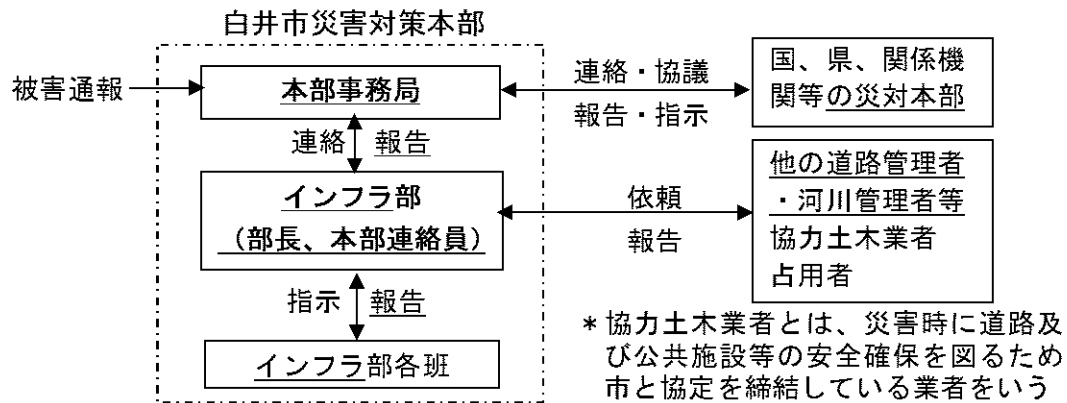 白井市災害対策本部
被害通報
本部事務局
連絡・協議
報告・指示
国、県、関係機
関等の災対本部
連絡 報告
インフラ部
(部長、本部連絡員)
依頼
報告
他の道路管理者
・河川管理者等
協力土木業者
占用者
指示 報告
インフラ部各班
*協力土木業者とは、災害時に道路及
び公共施設等の安全確保を図るため
市と協定を締結している業者をいう